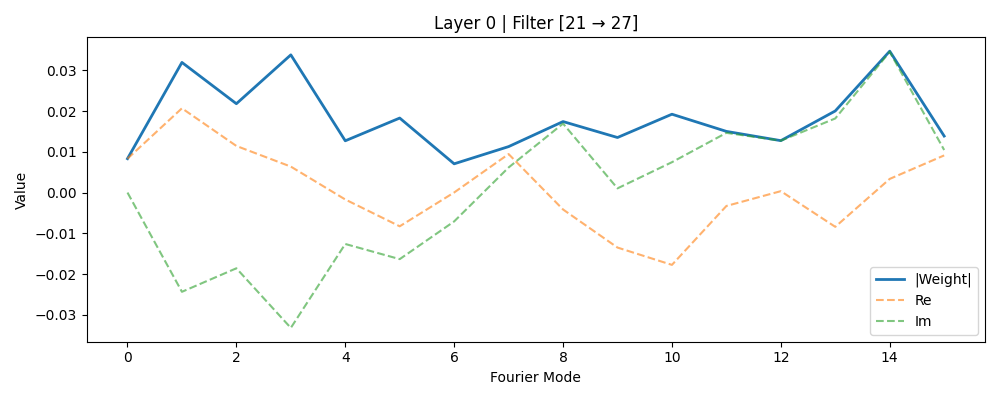 Layer 0 | Filter [21 → 27]
Value
0.03
0.02
0.01
0.00
−0.01
−0.02
−0.03
|Weight|
Re
Im
0 2 4 6 8 10 12 14
Fourier Mode